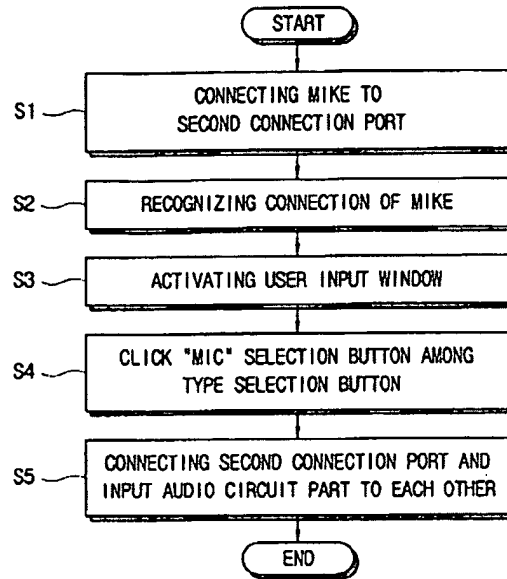 START
S1
CONNECTING MIKE TO
SECOND CONNECTION PORT
S2
RECOGNIZING CONNECTION OF MIKE
S3
ACTIVATING USER INPUT WINDOW
S4
CLICK "MIC" SELECTION BUTTON AMONG
TYPE SELECTION BUTTON
S5
CONNECTING SECOND CONNECTION PORT AND
INPUT AUDIO CIRCUIT PART TO EACH OTHER
END